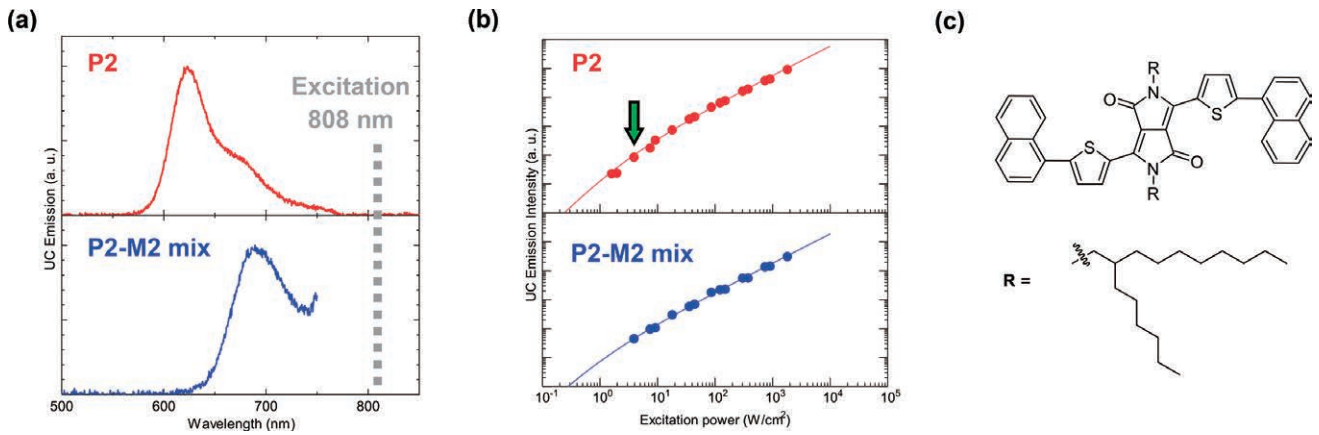 (a)
P2
Excitation
808 nm
P2-M2 mix
UC Emission (a. u.)
500 600 700 800
Wavelength (nm)
(b)
P2
P2-M2 mix
UC Emission Intensity (a. u.)
10-1 100 101 102 103 104 105
Excitation power (W/cm2)
(c)
R
N
O
S
S
O
N
R
R =